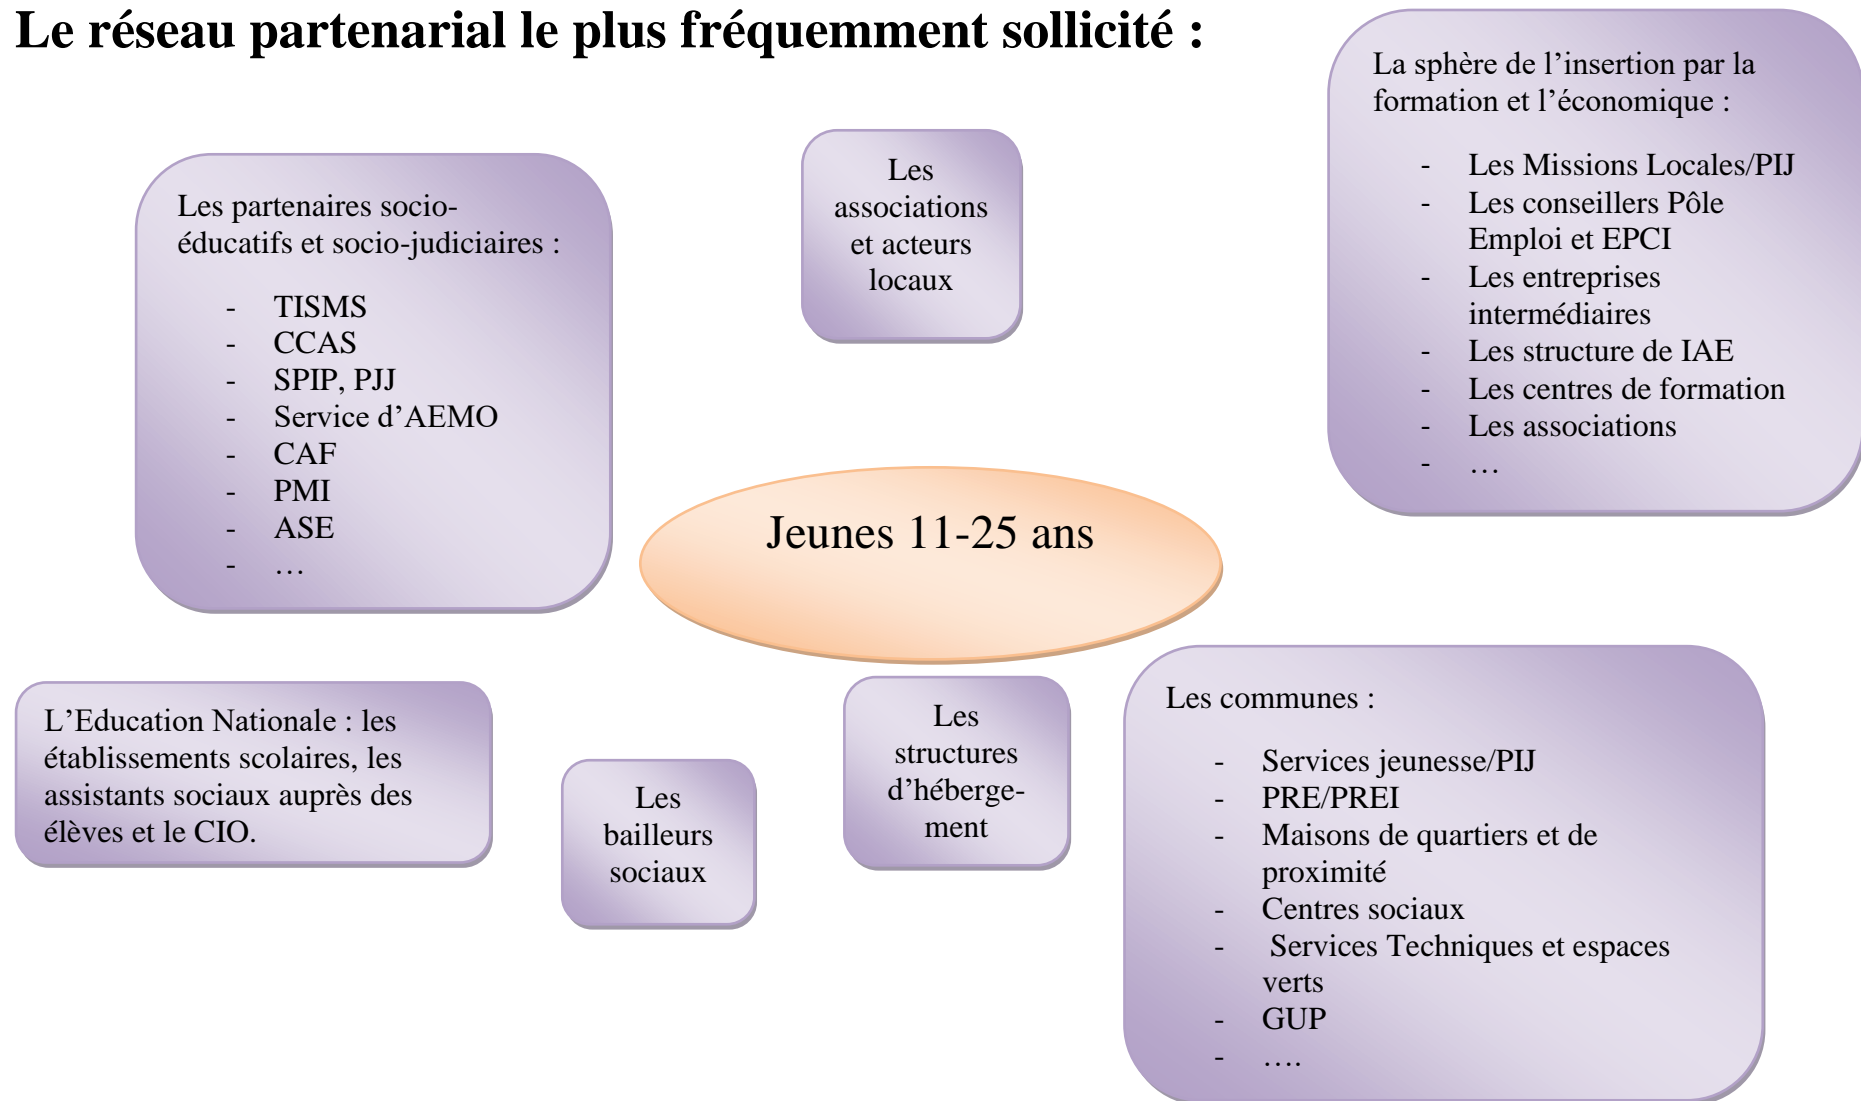 Le réseau partenarial le plus fréquemment sollicité :
Les partenaires socio-
éducatifs et socio-judiciaires :
- TISMS
- CCAS
- SPIP, PJJ
- Service d’AEMO
- CAF
- PMI
- ASE
- …
Les
associations
et acteurs
locaux
La sphère de l’insertion par la
formation et l’économique :
- Les Missions Locales/PIJ
- Les conseillers Pôle
Emploi et EPCI
- Les entreprises
intermédiaires
- Les structure de IAE
- Les centres de formation
- Les associations
- …
Jeunes 11-25 ans
L’Education Nationale : les
établissements scolaires, les
assistants sociaux auprès des
élèves et le CIO.
Les
bailleurs
sociaux
Les
structures
d’héberge-
ment
Les communes :
- Services jeunesse/PIJ
- PRE/PREI
- Maisons de quartiers et de
proximité
- Centres sociaux
- Services Techniques et espaces
verts
- GUP
- ….